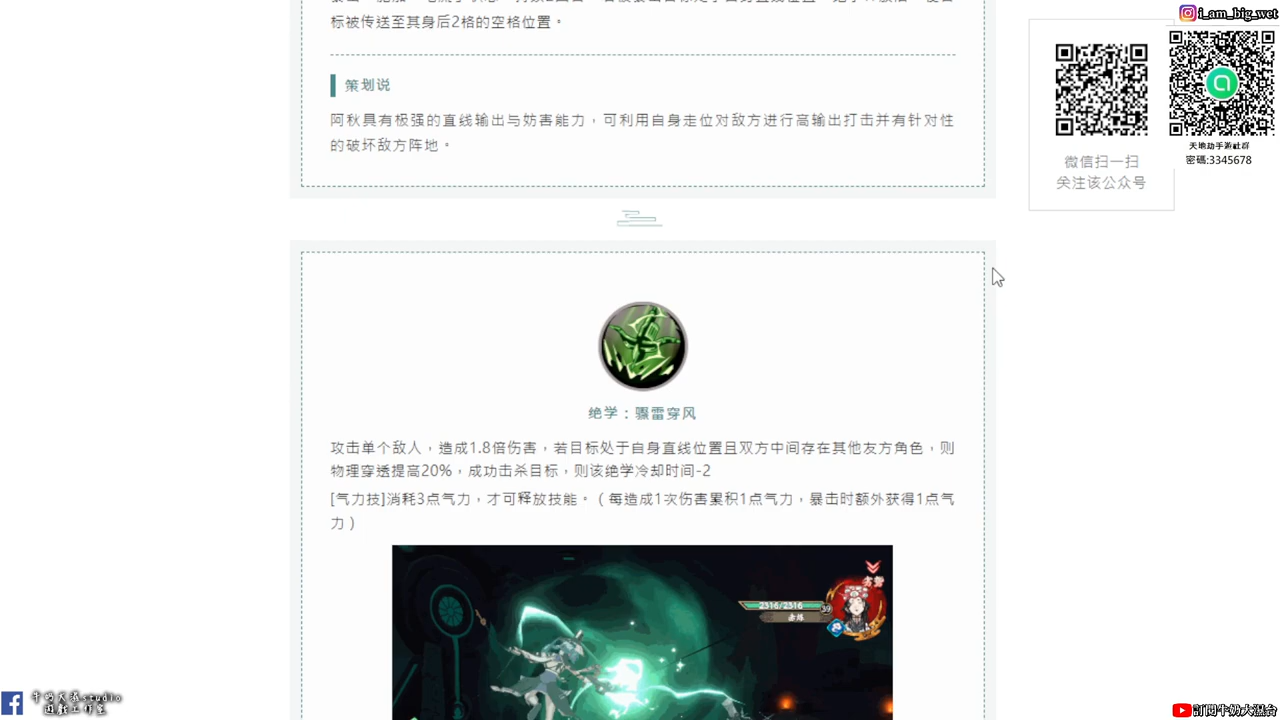 标被传送至其身后2格的空格位置。
策划说
阿秋具有极强的直线输出与妨害能力，可利用自身走位对敌方进行高输出打击并有针对性
的破坏敌方阵地。
绝学：骤雷穿风
攻击单个敌人，造成1.8倍伤害，若目标处于自身直线位置且双方中间存在其他友方角色，则
物理穿透提高20%，成功击杀目标，则该绝学冷却时间-2
[气力技]消耗3点气力，才可释放技能。（每造成1次伤害累积1点气力，暴击时额外获得1点气
力）
2316/2316
39
i_am_big_wet
微信扫一扫
关注该公众号
天地劫手游社群
密碼:3345678
牛奶大濕studio
遊戲工作室
訂閱牛奶大濕台